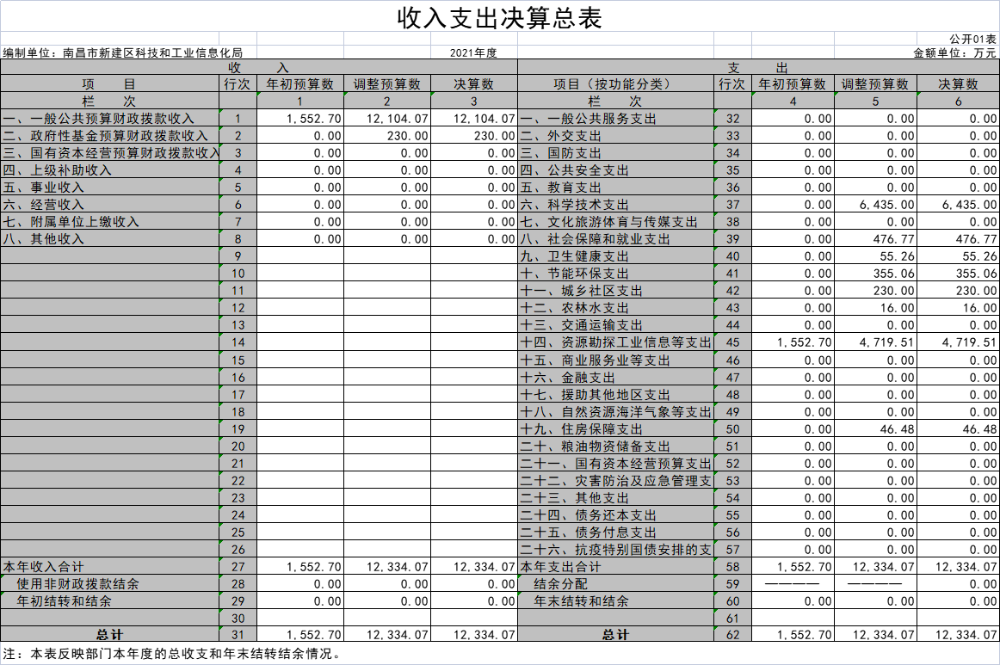 收入支出决算总表
公开01表
编制单位：南昌市新建区科技和工业信息化局 2021年度 金额单位：万元
收 入 支 出
项 目 行次 年初预算数 调整预算数 决算数 项目（按功能分类） 行次 年初预算数 调整预算数 决算数
栏 次 1 2 3 栏 次 4 5 6
一、一般公共预算财政拨款收入 1 1,552.70 12,104.07 12,104.07 一、一般公共服务支出 32 0.00 0.00 0.00
二、政府性基金预算财政拨款收入 2 0.00 230.00 230.00 二、外交支出 33 0.00 0.00 0.00
三、国有资本经营预算财政拨款收入 3 0.00 0.00 0.00 三、国防支出 34 0.00 0.00 0.00
四、上级补助收入 4 0.00 0.00 0.00 四、公共安全支出 35 0.00 0.00 0.00
五、事业收入 5 0.00 0.00 0.00 五、教育支出 36 0.00 0.00 0.00
六、经营收入 6 0.00 0.00 0.00 六、科学技术支出 37 0.00 6,435.00 6,435.00
七、附属单位上缴收入 7 0.00 0.00 0.00 七、文化旅游体育与传媒支出 38 0.00 0.00 0.00
八、其他收入 8 0.00 0.00 0.00 八、社会保障和就业支出 39 0.00 476.77 476.77
9 九、卫生健康支出 40 0.00 55.26 55.26
10 十、节能环保支出 41 0.00 355.06 355.06
11 十一、城乡社区支出 42 0.00 230.00 230.00
12 十二、农林水支出 43 0.00 16.00 16.00
13 十三、交通运输支出 44 0.00 0.00 0.00
14 十四、资源勘探工业信息等支出 45 1,552.70 4,719.51 4,719.51
15 十五、商业服务业等支出 46 0.00 0.00 0.00
16 十六、金融支出 47 0.00 0.00 0.00
17 十七、援助其他地区支出 48 0.00 0.00 0.00
18 十八、自然资源海洋气象等支出 49 0.00 0.00 0.00
19 十九、住房保障支出 50 0.00 46.48 46.48
20 二十、粮油物资储备支出 51 0.00 0.00 0.00
21 二十一、国有资本经营预算支出 52 0.00 0.00 0.00
22 二十二、灾害防治及应急管理支 53 0.00 0.00 0.00
23 二十三、其他支出 54 0.00 0.00 0.00
24 二十四、债务还本支出 55 0.00 0.00 0.00
25 二十五、债务付息支出 56 0.00 0.00 0.00
26 二十六、抗疫特别国债安排的支 57 0.00 0.00 0.00
本年收入合计 27 1,552.70 12,334.07 12,334.07 本年支出合计 58 1,552.70 12,334.07 12,334.07
使用非财政拨款结余 28 0.00 0.00 0.00 结余分配 59 ———— ———— 0.00
年初结转和结余 29 0.00 0.00 0.00 年末结转和结余 60 0.00 0.00 0.00
30 61
总计 31 1,552.70 12,334.07 12,334.07 总计 62 1,552.70 12,334.07 12,334.07
注：本表反映部门本年度的总收支和年末结转结余情况。